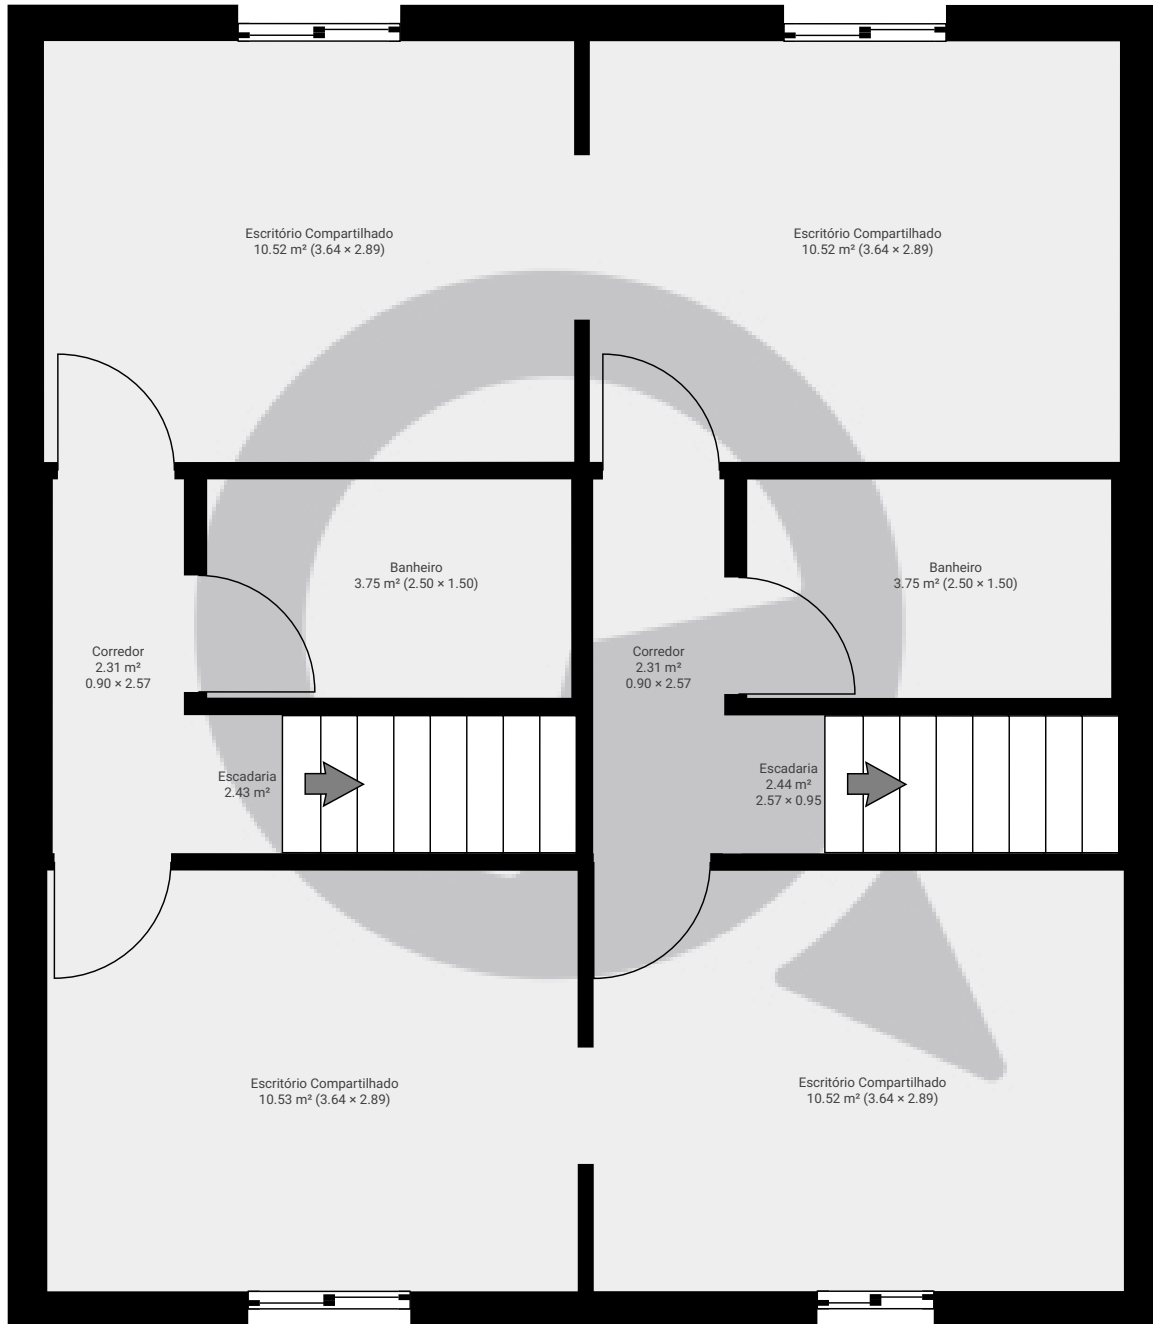 Escritório Compartilhado
10.52 m² (3.64 × 2.89)
Escritório Compartilhado
10.52 m² (3.64 × 2.89)
Banheiro
3.75 m² (2.50 × 1.50)
Banheiro
3.75 m² (2.50 × 1.50)
Corredor
2.31 m²
0.90 × 2.57
Corredor
2.31 m²
0.90 × 2.57
Escadaria
2.43 m²
Escadaria
2.44 m²
2.57 × 0.95
Escritório Compartilhado
10.53 m² (3.64 × 2.89)
Escritório Compartilhado
10.52 m² (3.64 × 2.89)